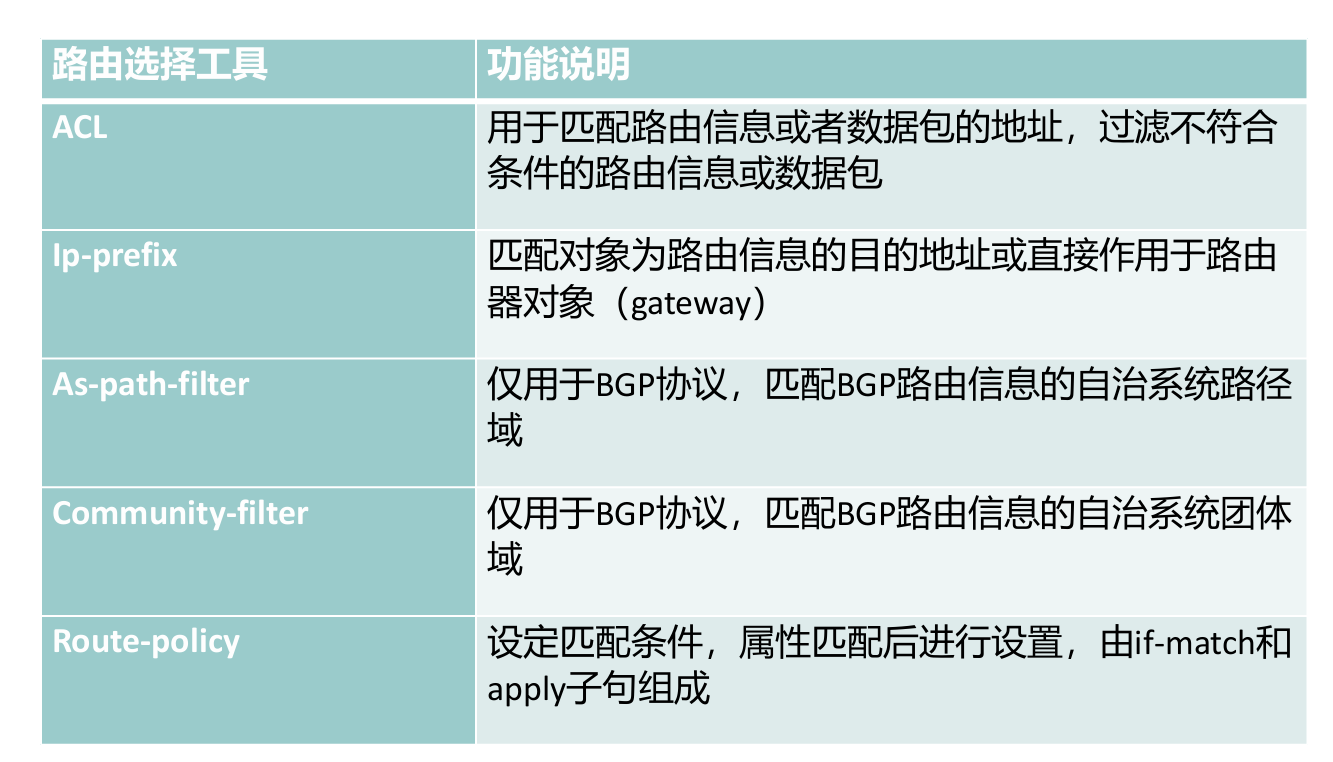 路由选择工具
功能说明
ACL
用于匹配路由信息或者数据包的地址，过滤不符合
条件的路由信息或数据包
Ip-prefix
匹配对象为路由信息的目的地址或直接作用于路由
器对象（gateway）
As-path-filter
仅用于BGP协议，匹配BGP路由信息的自治系统路径
域
Community-filter
仅用于BGP协议，匹配BGP路由信息的自治系统团体
域
Route-policy
设定匹配条件，属性匹配后进行设置，由if-match和
apply子句组成